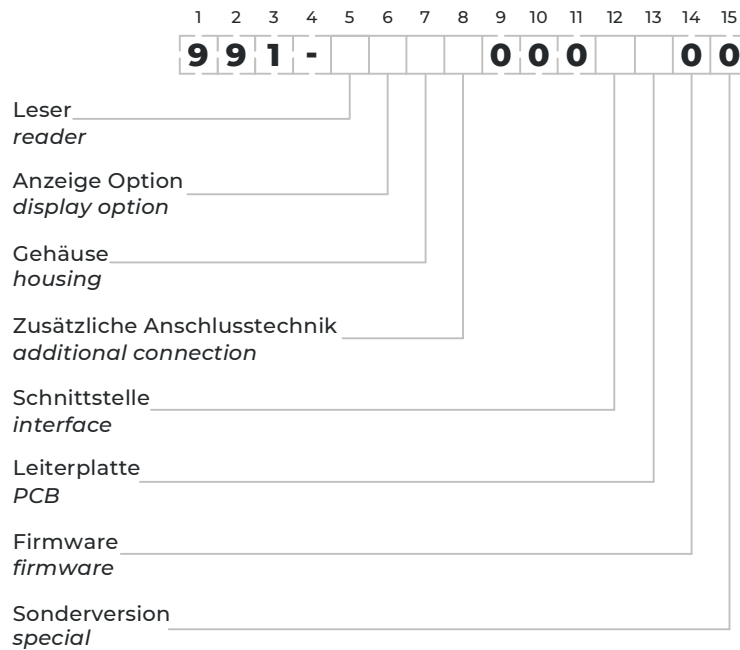 1 2 3 4 5 6 7 8 9 10 11 12 13 14 15
9 9 1 - 0 0 0 0 0
Leser
reader
Anzeige Option
display option
Gehäuse
housing
Zusätzliche Anschlusstechnik
additional connection
Schnittstelle
interface
Leiterplatte
PCB
Firmware
firmware
Sonderversion
special